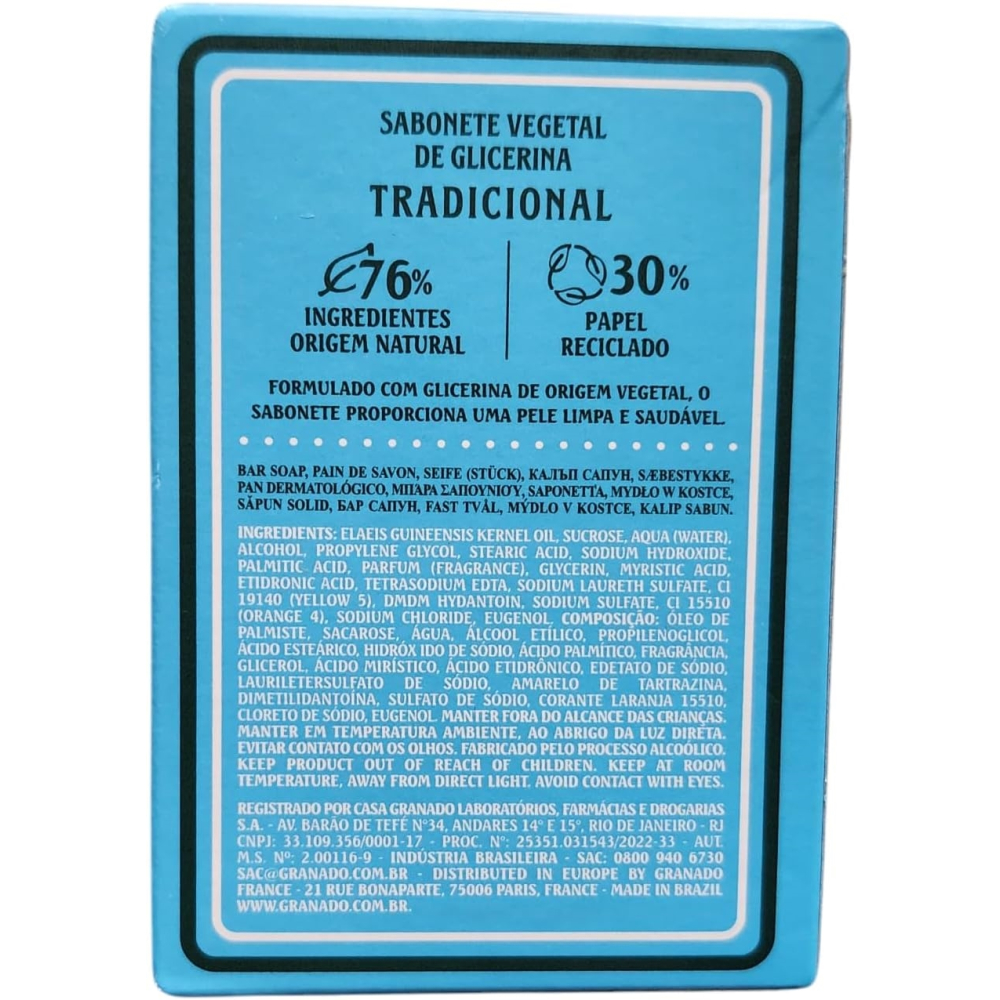 SABONETE VEGETAL
DE GLICERINA
TRADICIONAL
76%
INGREDIENTES
ORIGEM NATURAL
30%
PAPEL
RECICLADO
FORMULADO COM GLICERINA DE ORIGEM VEGETAL, O
SABONETE PROPORCIONA UMA PELE LIMPA E SAUDÁVEL.
BAR SOAP, PAIN DE SAVON, SEIFE (STÜCK), КАЛЪП САПУН, SÆBESTYKKE,
PAN DERMATOLÓGICO, ΜΠΑΡΑ ΣΑΠΟΥΝΙΟΥ, SAPONETTA, MYDŁO W KOSTCE,
SĂPUN SOLID, БАР САПУН, FAST TVÅL, MÝDLO V KOSTCE, KALIP SABUN.
INGREDIENTS: ELAEIS GUINEENSIS KERNEL OIL, SUCROSE, AQUA (WATER),
ALCOHOL, PROPYLENE GLYCOL, STEARIC ACID, SODIUM HYDROXIDE,
PALMITIC ACID, PARFUM (FRAGRANCE), GLYCERIN, MYRISTIC ACID,
ETIDRONIC ACID, TETRASODIUM EDTA, SODIUM LAURETH SULFATE, CI
19140 (YELLOW 5), DMDM HYDANTOIN, SODIUM SULFATE, CI 15510
(ORANGE 4), SODIUM CHLORIDE, EUGENOL. COMPOSIÇÃO: ÓLEO DE
PALMISTE, SACAROSE, ÁGUA, ÁLCOOL ETÍLICO, PROPILENOGLICOL,
ÁCIDO ESTEÁRICO, HIDRÓX IDO DE SÓDIO, ÁCIDO PALMÍTICO, FRAGRÂNCIA,
GLICEROL, ÁCIDO MIRÍSTICO, ÁCIDO ETIDRÔNICO, EDETATO DE SÓDIO,
LAURILETERSULFATO DE SÓDIO, AMARELO DE TARTRAZINA,
DIMETILIDANTOÍNA, SULFATO DE SÓDIO, CORANTE LARANJA 15510,
CLORETO DE SÓDIO, EUGENOL. MANTER FORA DO ALCANCE DAS CRIANÇAS.
MANTER EM TEMPERATURA AMBIENTE, AO ABRIGO DA LUZ DIRETA.
EVITAR CONTATO COM OS OLHOS. FABRICADO PELO PROCESSO ALCOÓLICO.
KEEP PRODUCT OUT OF REACH OF CHILDREN. KEEP AT ROOM
TEMPERATURE, AWAY FROM DIRECT LIGHT. AVOID CONTACT WITH EYES.
REGISTRADO POR CASA GRANADO LABORATÓRIOS, FARMÁCIAS E DROGARIAS
S.A. - AV. BARÃO DE TEFÉ N°34, ANDARES 14° E 15°, RIO DE JANEIRO - RJ
CNPJ: 33.109.356/0001-17 - PROC. N°: 25351.031543/2022-33 - AUT.
M.S. Nº: 2.00116-9 - INDÚSTRIA BRASILEIRA - SAC: 0800 940 6730
SAC@GRANADO.COM.BR - DISTRIBUTED IN EUROPE BY GRANADO
FRANCE - 21 RUE BONAPARTE, 75006 PARIS, FRANCE - MADE IN BRAZIL
WWW.GRANADO.COM.BR.